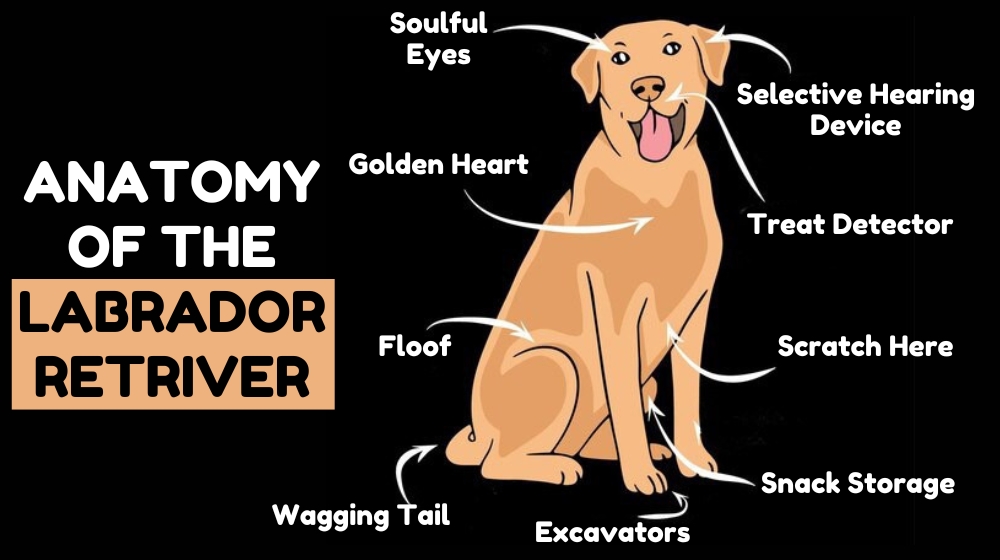 Soulful
Eyes
Selective Hearing
Device
Golden Heart
Treat Detector
ANATOMY
OF THE
LABRADOR
RETRIVER
Floof
Scratch Here
Snack Storage
Wagging Tail
Excavators